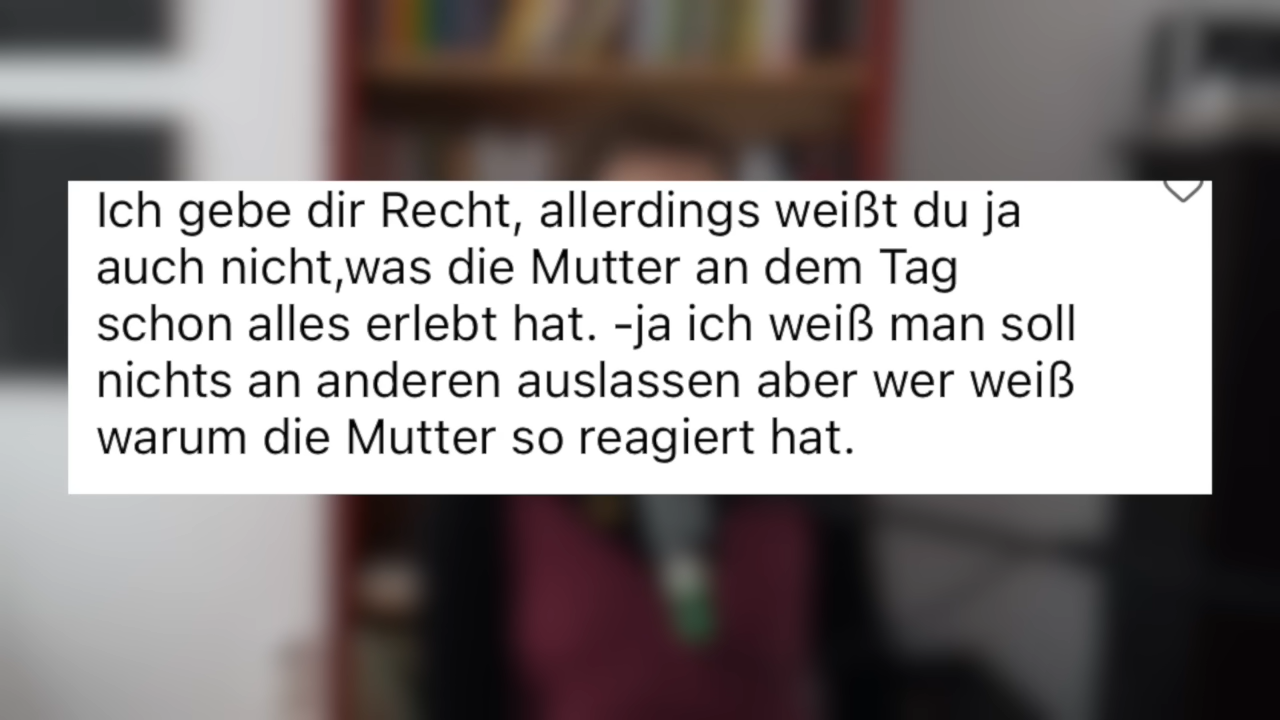 Ich gebe dir Recht, allerdings weißt du ja
auch nicht,was die Mutter an dem Tag
schon alles erlebt hat. -ja ich weiß man soll
nichts an anderen auslassen aber wer weiß
warum die Mutter so reagiert hat.